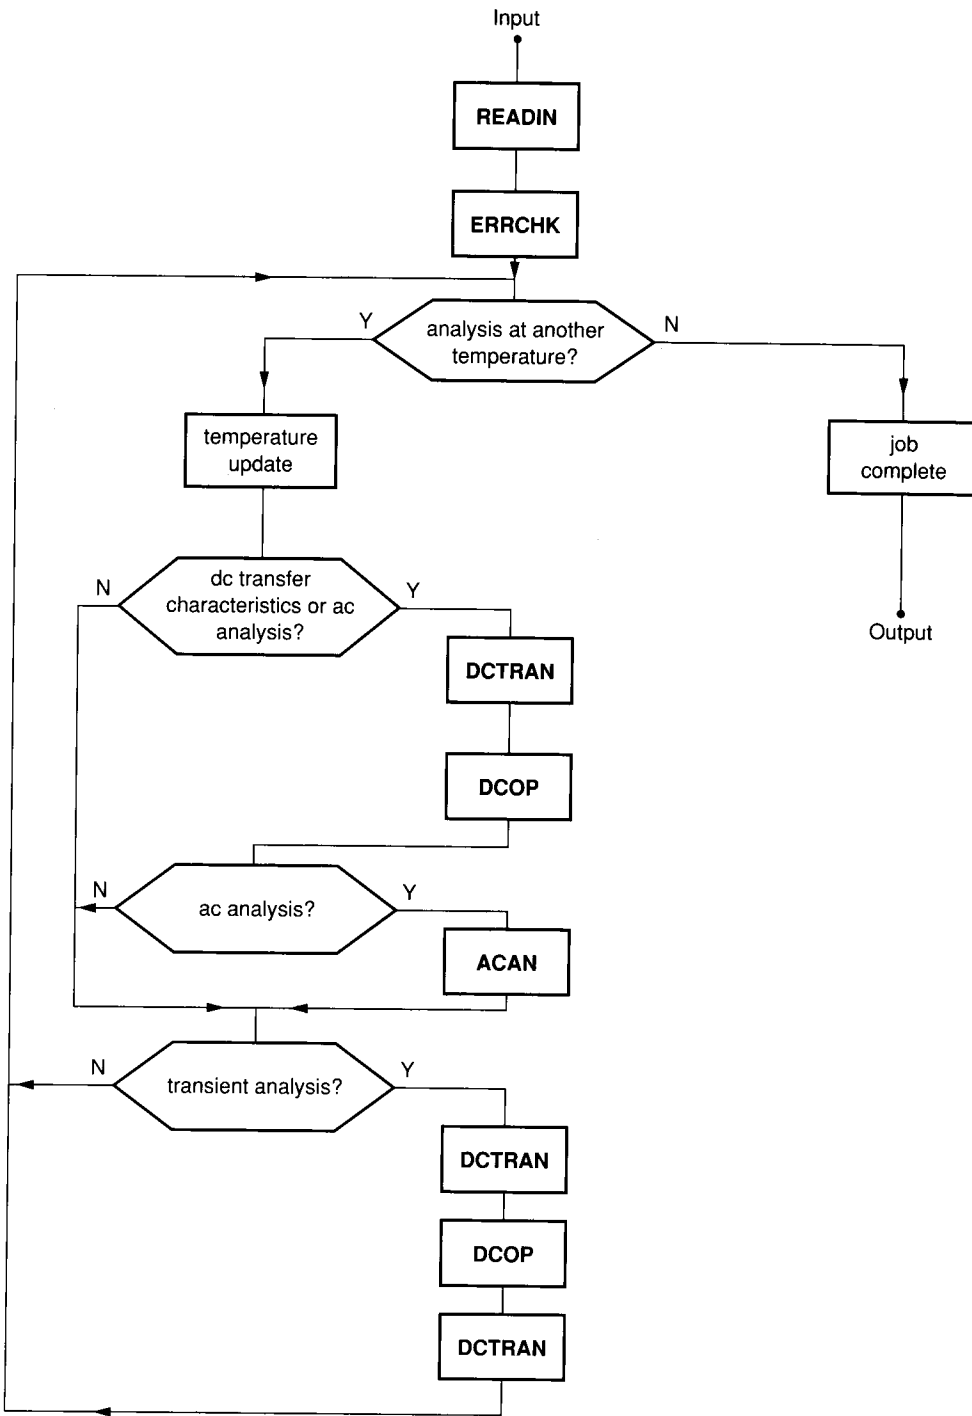 Input
READIN
ERRCHK
Y
analysis at another
temperature?
N
temperature
update
job
complete
N
dc transfer
characteristics or ac
analysis?
Y
Output
DCTRAN
DCOP
N
ac analysis?
Y
ACAN
N
transient analysis?
Y
DCTRAN
DCOP
DCTRAN